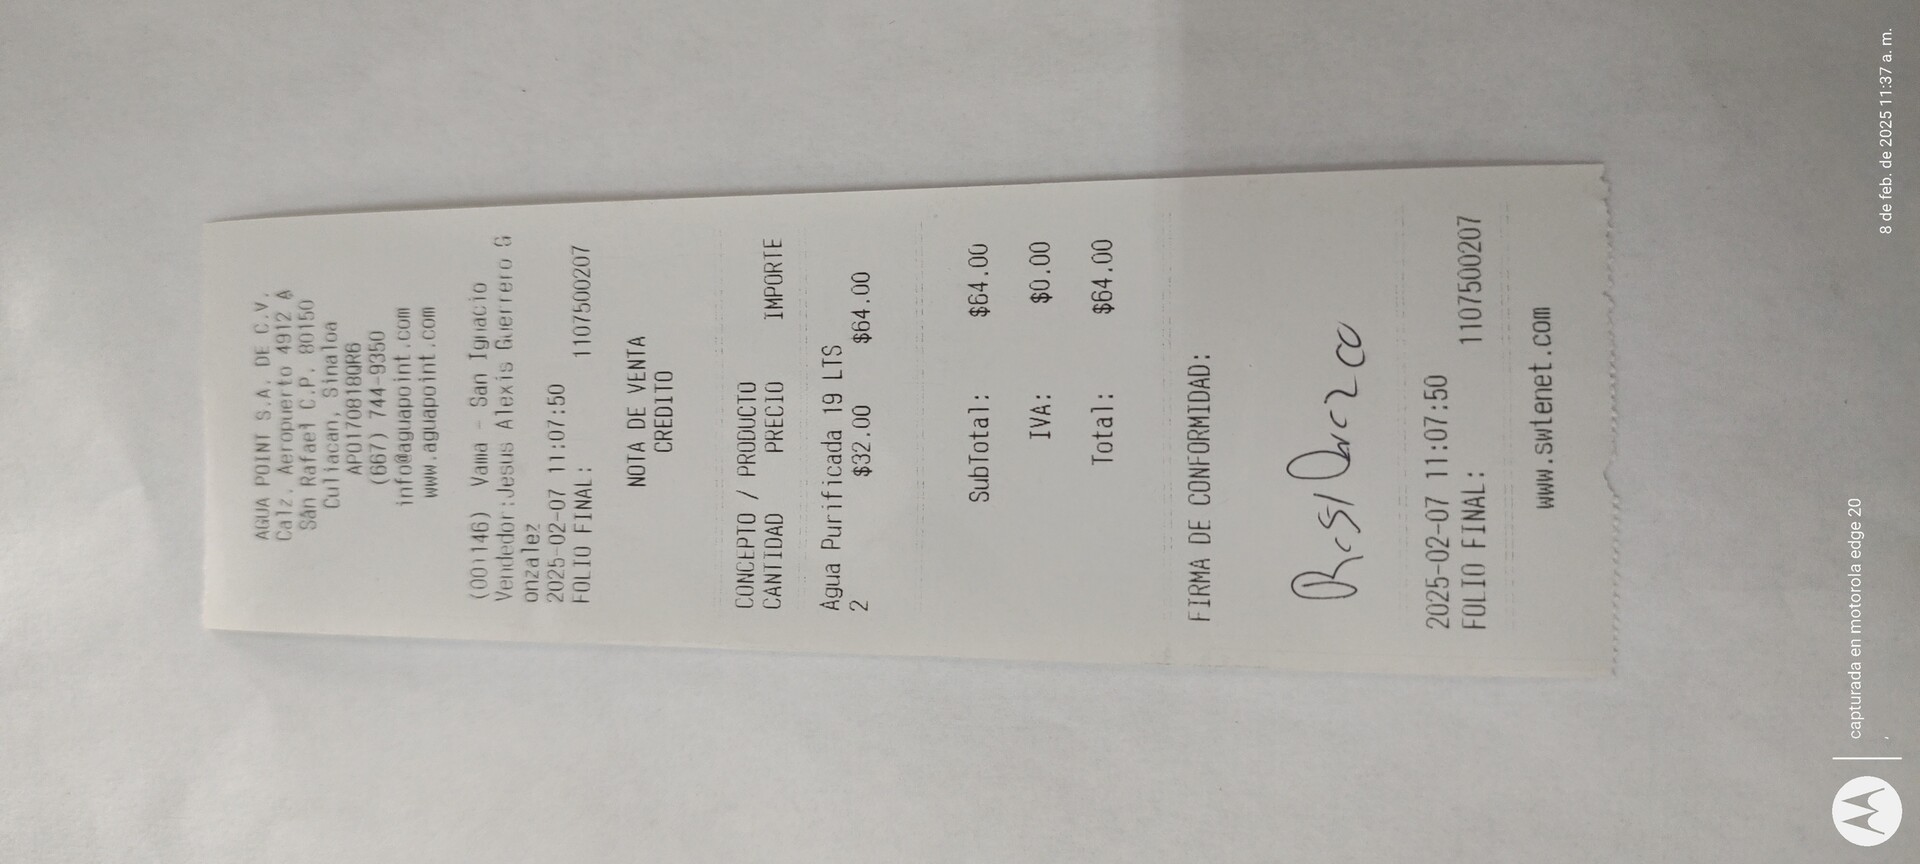 AGUA POINT S.A. DE C.V.
Calz. Aeropuerto 4912 A
San Rafael C.P. 80150
Culiacan, Sinaloa
APO170818QR6
(667) 744-9350
info@aguapoint.com
www.aguapoint.com
(001146) Vama - San Ignacio
Vendedor:Jesus Alexis Guerrero G
onzalez
2025-02-07 11:07:50
FOLIO FINAL: 1107500207
NOTA DE VENTA
CREDITO
CONCEPTO / PRODUCTO
CANTIDAD PRECIO IMPORTE
Agua Purificada 19 LTS
2 $32.00 $64.00
SubTotal: $64.00
IVA: $0.00
Total: $64.00
FIRMA DE CONFORMIDAD:
2025-02-07 11:07:50
FOLIO FINAL: 1107500207
www.swtenet.com
capturada en motorola edge 20
8 de feb. de 2025 11:37 a. m.